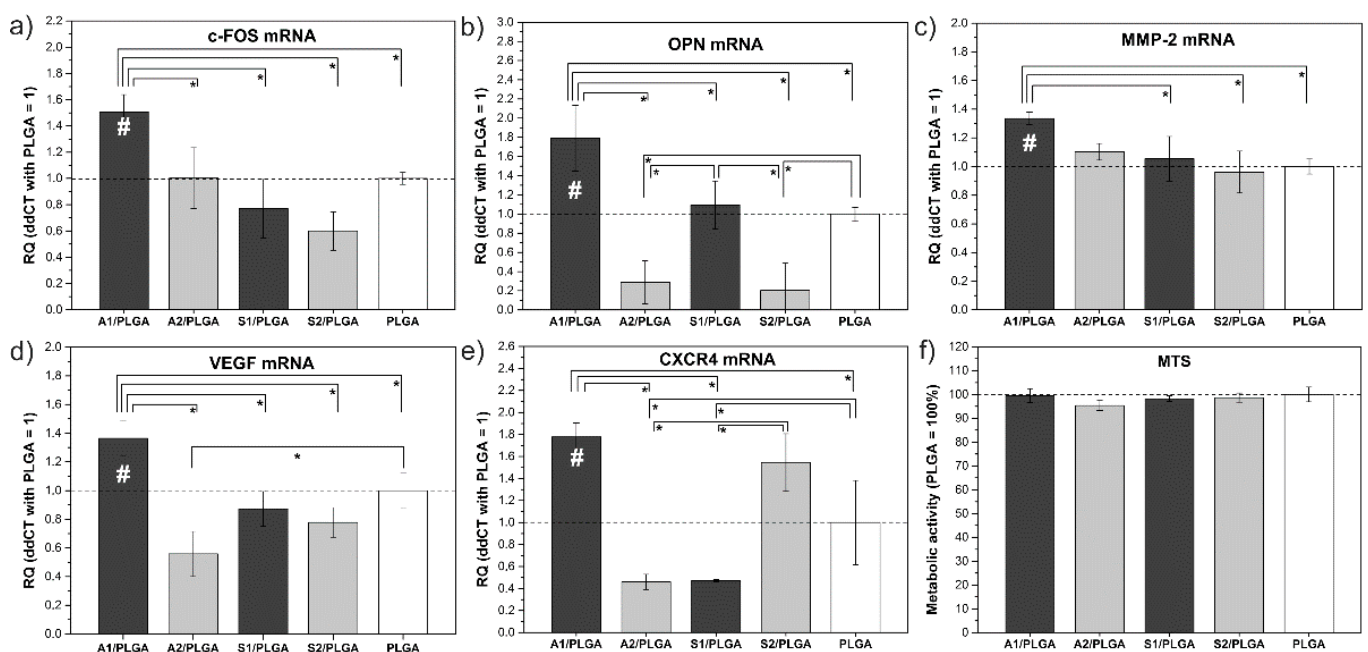 a)
c-FOS mRNA
RQ (ddCT with PLGA = 1)
2.0
1.8
1.6
1.4
1.2
1.0
0.8
0.6
0.4
0.2
0.0
* * * *
#
A1/PLGA A2/PLGA S1/PLGA S2/PLGA PLGA
b)
OPN mRNA
RQ (ddCT with PLGA = 1)
3.0
2.8
2.6
2.4
2.2
2.0
1.8
1.6
1.4
1.2
1.0
0.8
0.6
0.4
0.2
0.0
* * * *
* * * *
#
A1/PLGA A2/PLGA S1/PLGA S2/PLGA PLGA
c)
MMP-2 mRNA
RQ (ddCT with PLGA = 1)
2.0
1.8
1.6
1.4
1.2
1.0
0.8
0.6
0.4
0.2
0.0
* * *
#
A1/PLGA A2/PLGA S1/PLGA S2/PLGA PLGA
d)
VEGF mRNA
RQ (ddCT with PLGA = 1)
2.0
1.8
1.6
1.4
1.2
1.0
0.8
0.6
0.4
0.2
0.0
* * * *
*
#
A1/PLGA A2/PLGA S1/PLGA S2/PLGA PLGA
e)
CXCR4 mRNA
RQ (ddCT with PLGA = 1)
2.6
2.4
2.2
2.0
1.8
1.6
1.4
1.2
1.0
0.8
0.6
0.4
0.2
0.0
* * *
* *
* *
#
A1/PLGA A2/PLGA S1/PLGA S2/PLGA PLGA
f)
MTS
Metabolic activity (PLGA = 100%)
120
110
100
90
80
70
60
50
40
30
20
10
0
A1/PLGA A2/PLGA S1/PLGA S2/PLGA PLGA